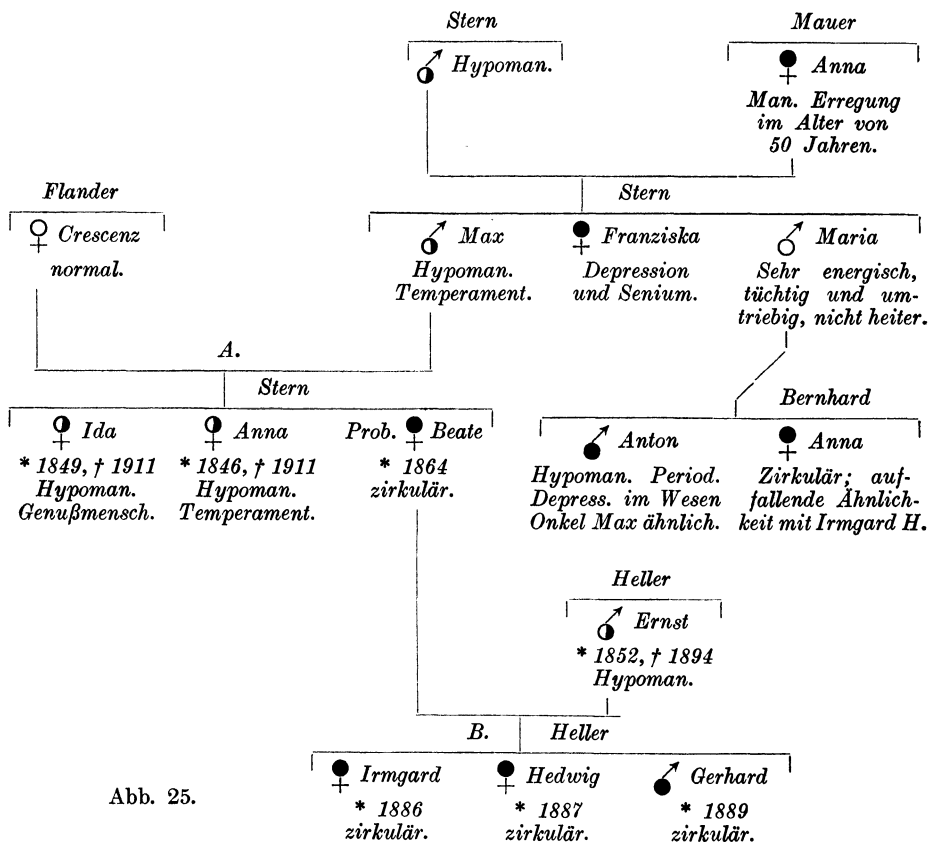 Stern
Mauer
Hypoman.
Anna
Man. Erregung
im Alter von
50 Jahren.
Flander
Stern
Crescenz
normal.
Max
Hypoman.
Temperament.
Franziska
Depression
und Senium.
Maria
Sehr energisch,
tüchtig und um-
triebig, nicht heiter.
A.
Stern
Bernhard
Ida
* 1849, † 1911
Hypoman.
Genußmensch.
Anna
* 1846, † 1911
Hypoman.
Temperament.
Prob. Beate
* 1864
zirkulär.
Anton
Hypoman. Period.
Depress. im Wesen
Onkel Max ähnlich.
Anna
Zirkulär; auf-
fallende Ähnlich-
keit mit Irmgard H.
Heller
Ernst
* 1852, † 1894
Hypoman.
B. Heller
Irmgard
* 1886
zirkulär.
Hedwig
* 1887
zirkulär.
Gerhard
* 1889
zirkulär.
Abb. 25.